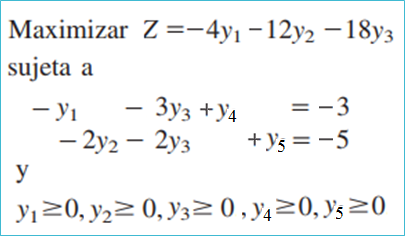 Maximizar Z =−4y₁ −12y₂ −18y₃
sujeta a
− y₁ − 3y₃ +y₄ = −3
− 2y₂ − 2y₃ +y₅ = −5
y
y₁≥0, y₂≥ 0, y₃≥ 0 , y₄≥0, y₅≥0